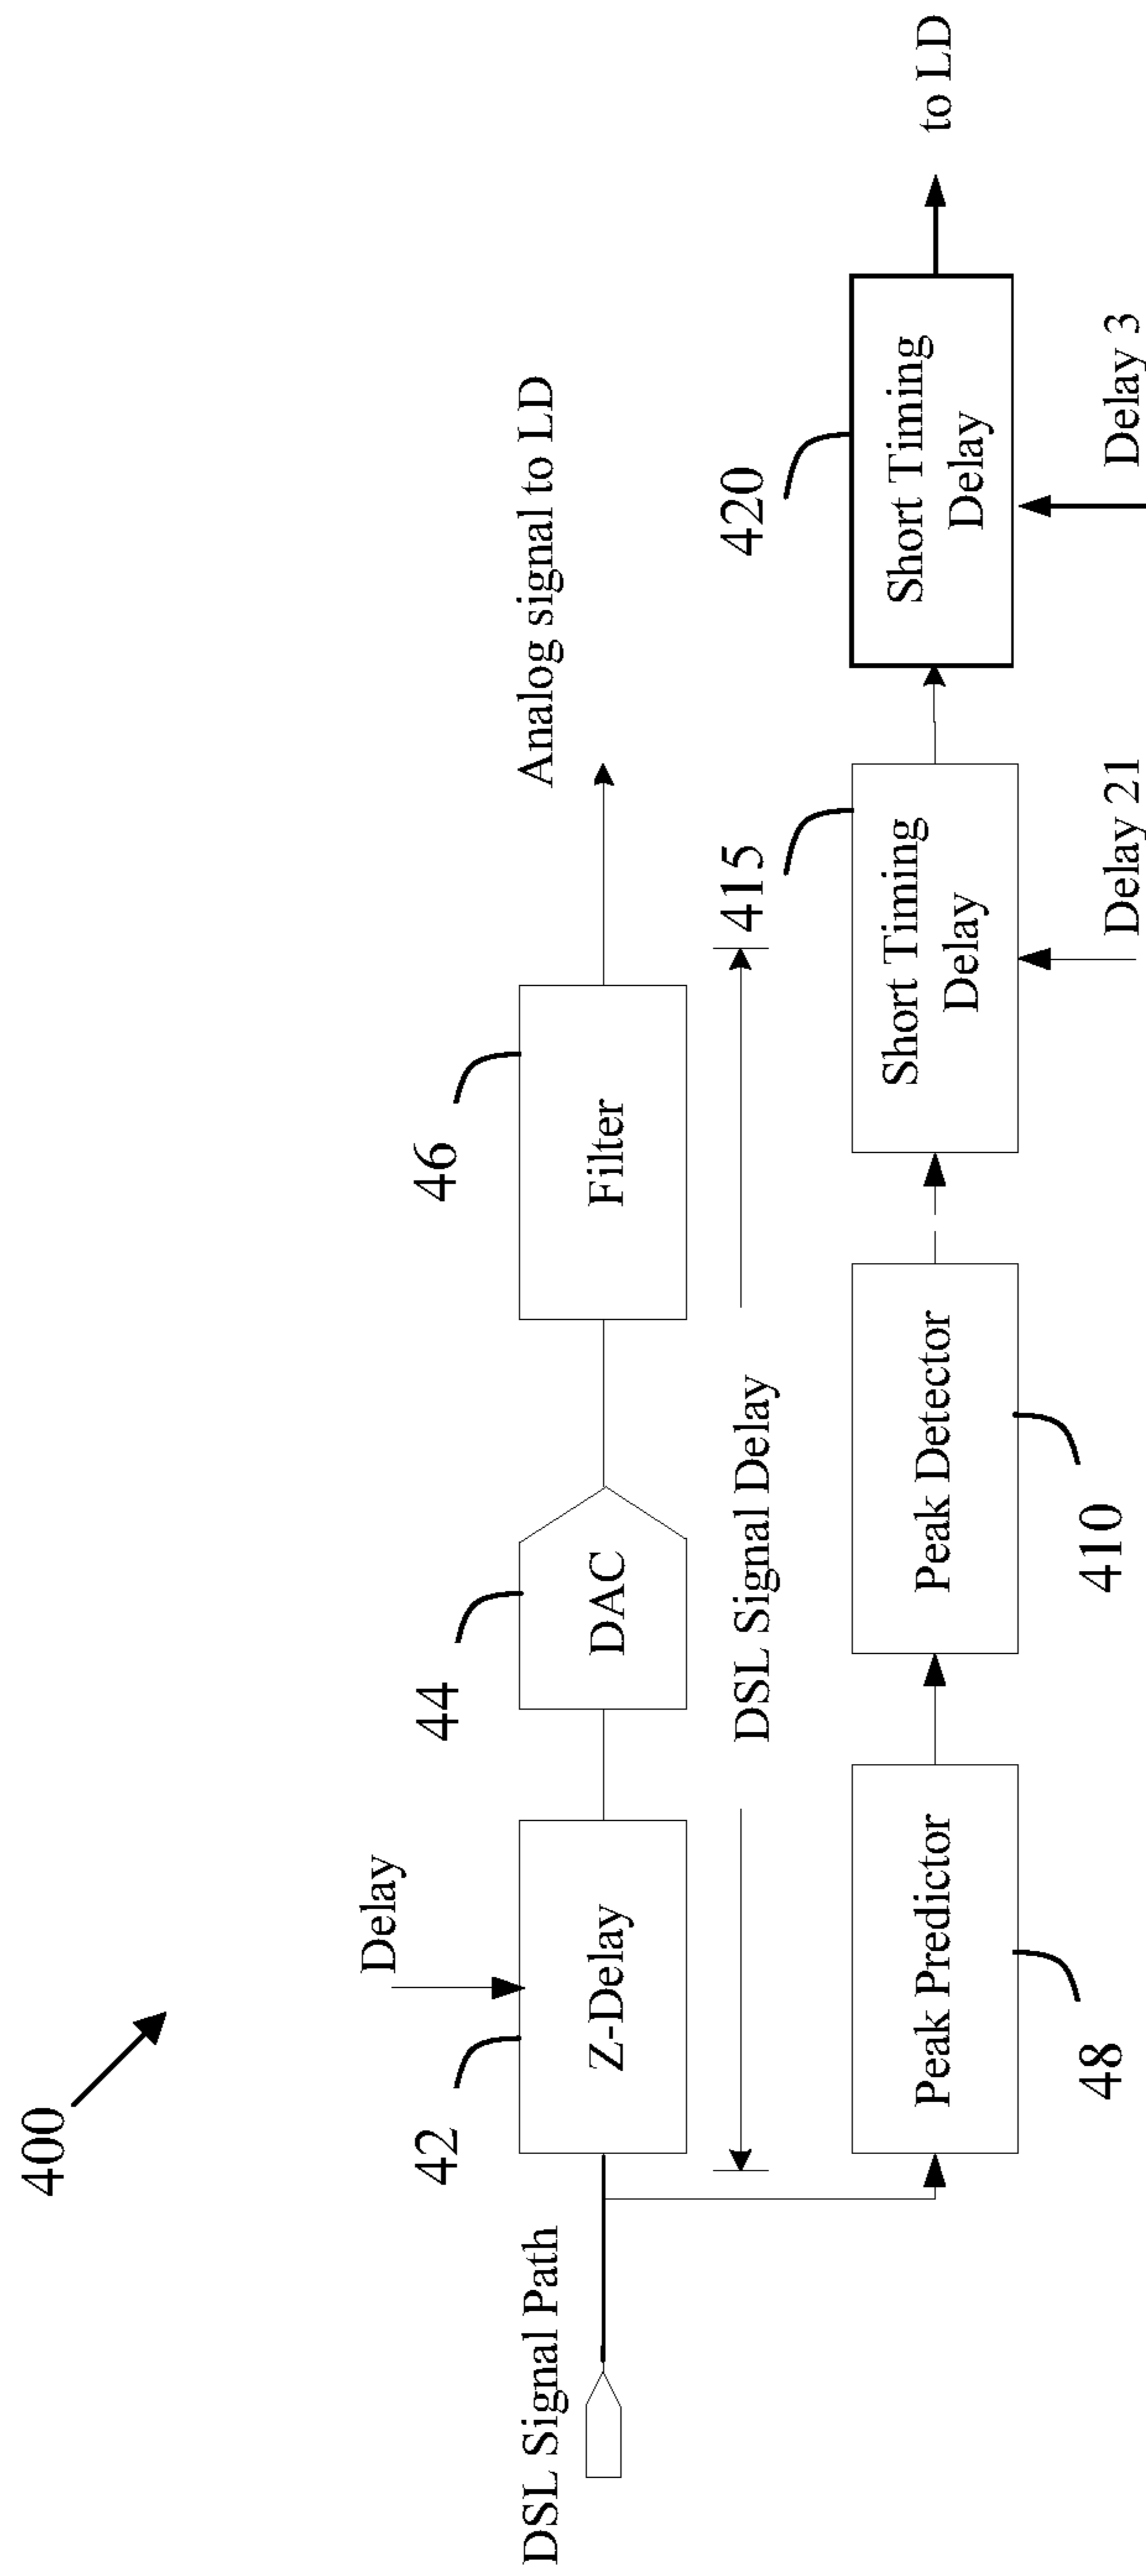 400
Delay
42
44
46
DSL Signal Path
Z-Delay
DAC
Filter
Analog signal to LD
DSL Signal Delay
415
420
Peak Predictor
Peak Detector
Short Timing
Delay
Short Timing
Delay
to LD
48
410
Delay 21
Delay 3